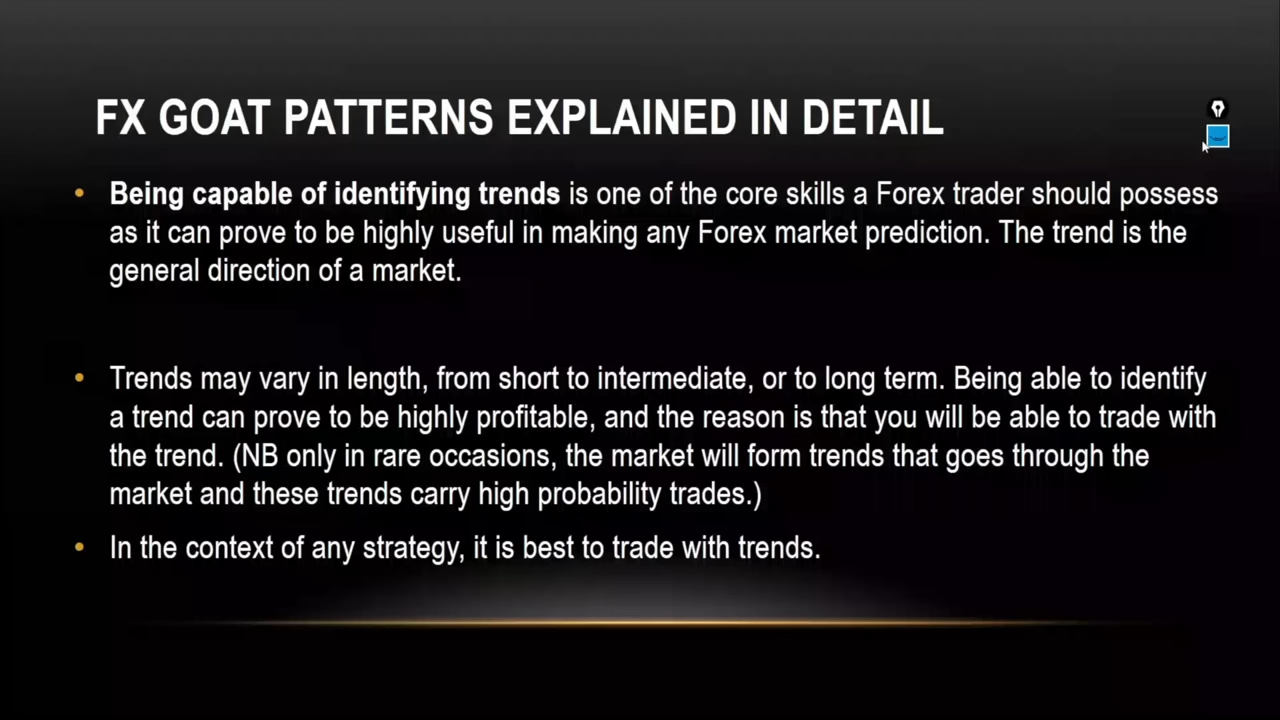 FX GOAT PATTERNS EXPLAINED IN DETAIL
• Being capable of identifying trends is one of the core skills a Forex trader should possess
as it can prove to be highly useful in making any Forex market prediction. The trend is the
general direction of a market.
• Trends may vary in length, from short to intermediate, or to long term. Being able to identify
a trend can prove to be highly profitable, and the reason is that you will be able to trade with
the trend. (NB only in rare occasions, the market will form trends that goes through the
market and these trends carry high probability trades.)
• In the context of any strategy, it is best to trade with trends.